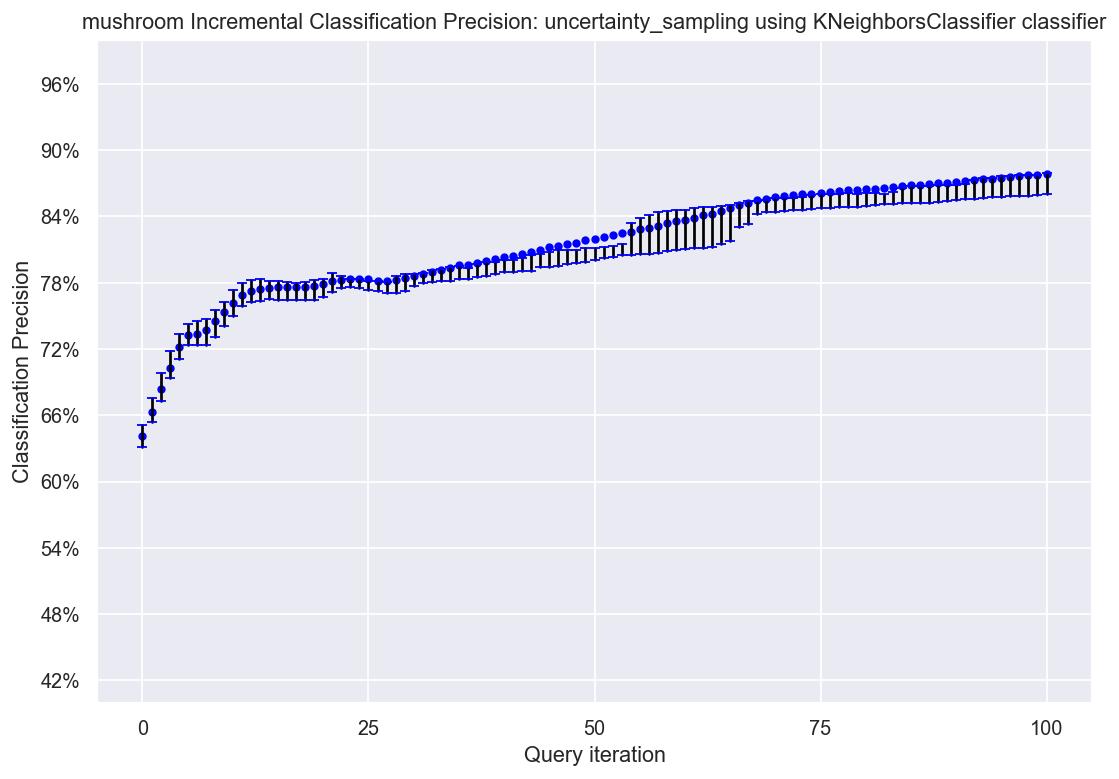 mushroom Incremental Classification Precision: uncertainty_sampling using KNeighborsClassifier classifier
96%
90%
84%
78%
72%
66%
60%
54%
48%
42%
Classification Precision
0 25 50 75 100
Query iteration